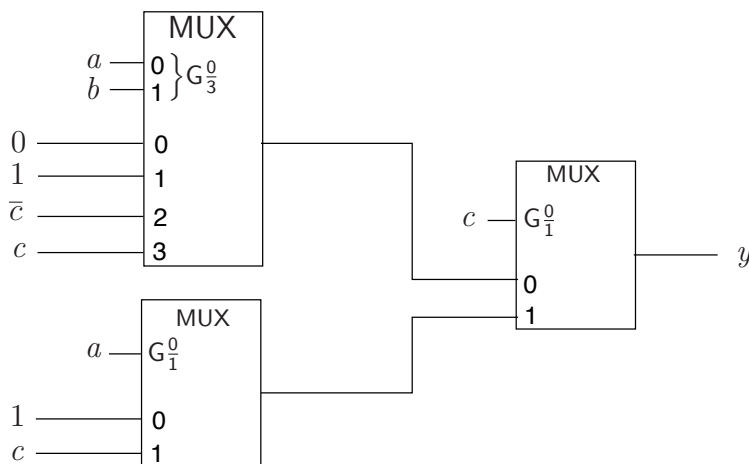 MUX
a 0 } G 0/3
b 1
0 0
1 1
c̅ 2
c 3
MUX
c G 0/1
0
1
y
MUX
a G 0/1
1 0
c 1